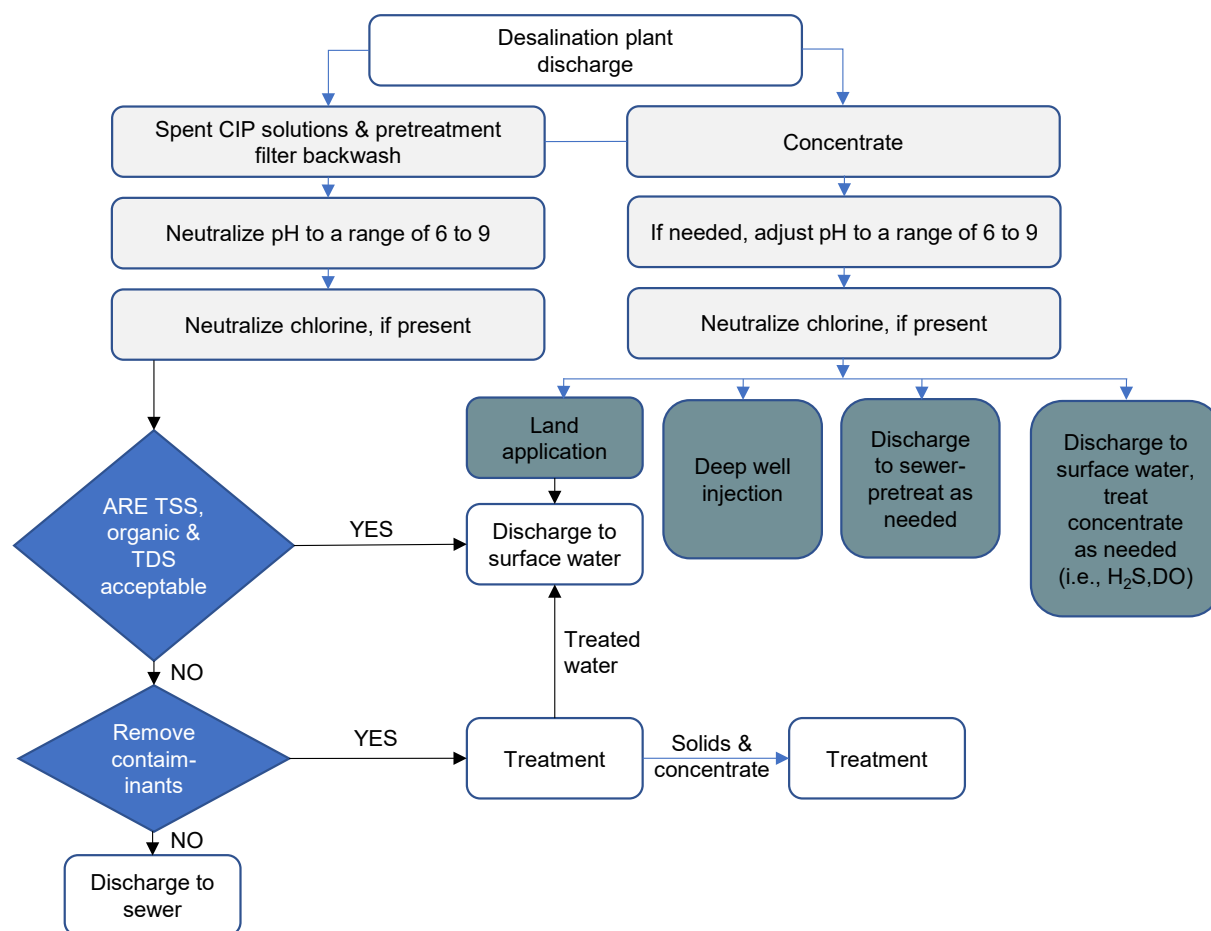 Desalination plant
discharge
Spent CIP solutions & pretreatment
filter backwash
Concentrate
Neutralize pH to a range of 6 to 9
If needed, adjust pH to a range of 6 to 9
Neutralize chlorine, if present
Neutralize chlorine, if present
Land
application
Deep well
injection
Discharge
to sewer-
pretreat as
needed
Discharge to
surface water,
treat
concentrate
as needed
(i.e., H₂S,DO)
ARE TSS,
organic &
TDS
acceptable
YES
Discharge to
surface water
NO
Treated
water
Remove
contaim-
inants
YES
Treatment
Solids &
concentrate
Treatment
NO
Discharge to
sewer